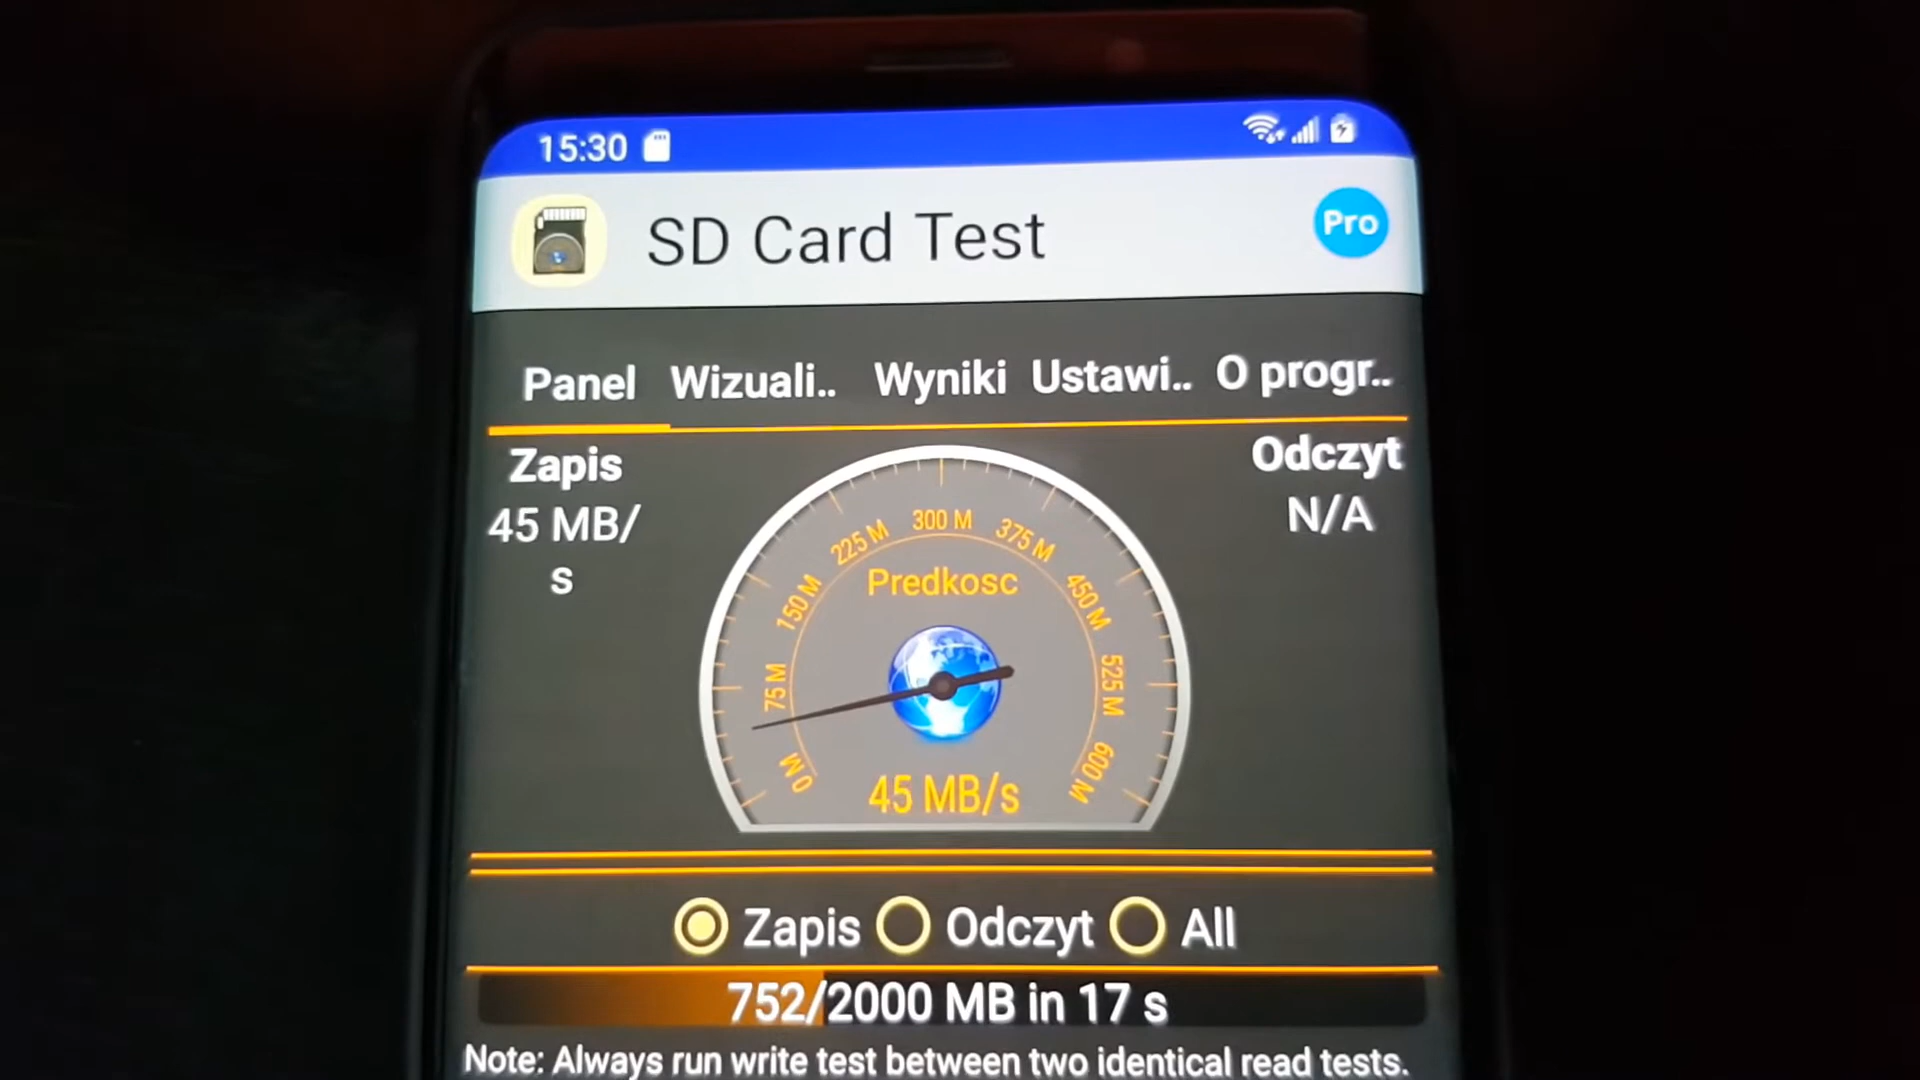 15:30
SD Card Test
Pro
Panel Wizuali.. Wyniki Ustawi.. O progr..
Zapis
45 MB/
s
Odczyt
N/A
0 M
75 M
150 M
225 M
300 M
375 M
450 M
525 M
600 M
Predkosc
45 MB/s
Zapis Odczyt All
752/2000 MB in 17 s
Note: Always run write test between two identical read tests.